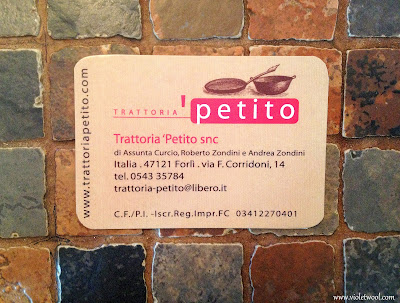 www.trattoriapetito.com
TRATTORIA 'petito
Trattoria 'Petito snc
di Assunta Curcio, Roberto Zondini e Andrea Zondini
Italia . 47121 Forlì . via F. Corridoni, 14
tel. 0543 35784
trattoria-petito@libero.it
C.F./P.I. -Iscr.Reg.Impr.FC 03412270401
www.violetwool.com